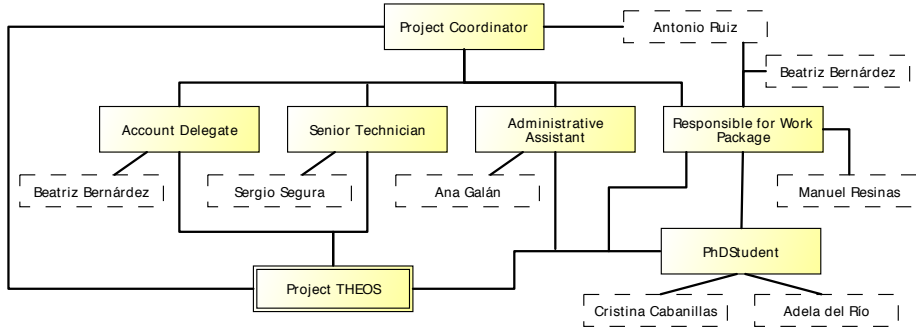 Project Coordinator
Antonio Ruiz
Beatriz Bernárdez
Account Delegate
Senior Technician
Administrative
Assistant
Responsible for Work
Package
Beatriz Bernárdez
Sergio Segura
Ana Galán
Manuel Resinas
PhDStudent
Project THEOS
Cristina Cabanillas
Adela del Río